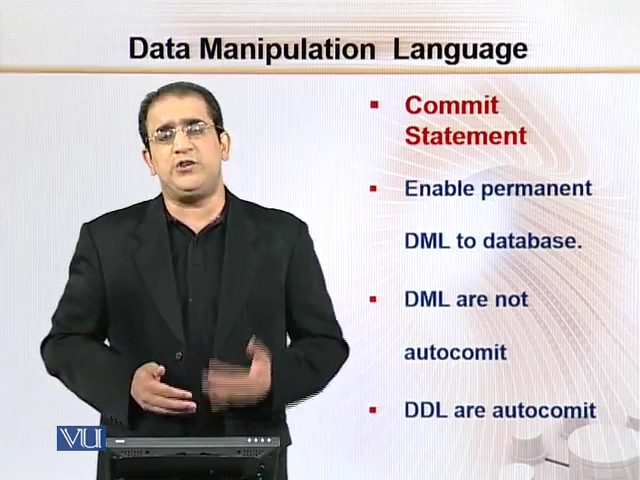 Data Manipulation Language
Commit
Statement
Enable permanent
DML to database.
DML are not
autocomit
DDL are autocomit
VU